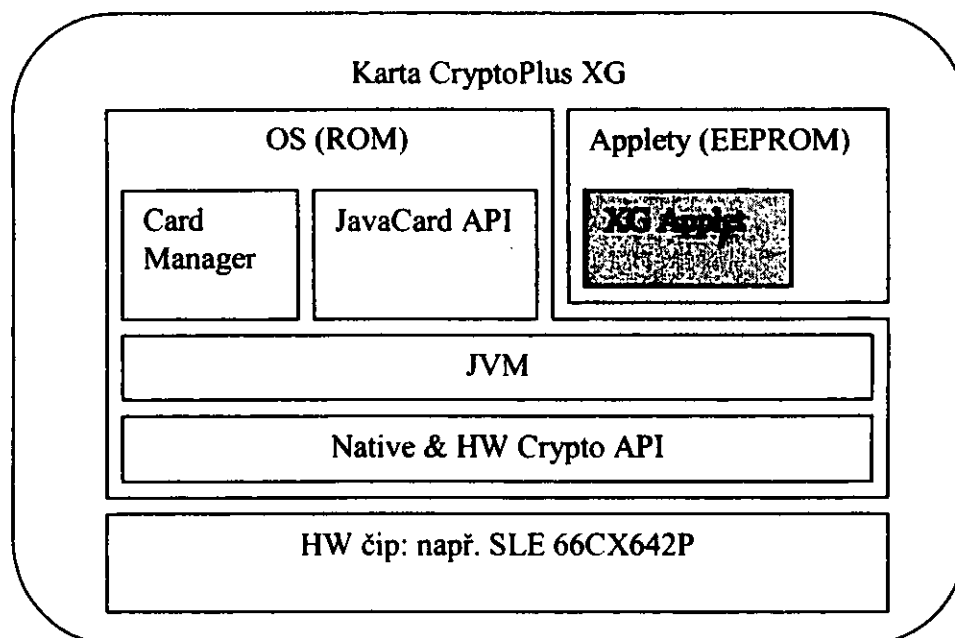 Karta CryptoPlus XG
OS (ROM)
Applety (EEPROM)
Card
Manager
JavaCard API
XG Applet
JVM
Native & HW Crypto API
HW čip: např. SLE 66CX642P